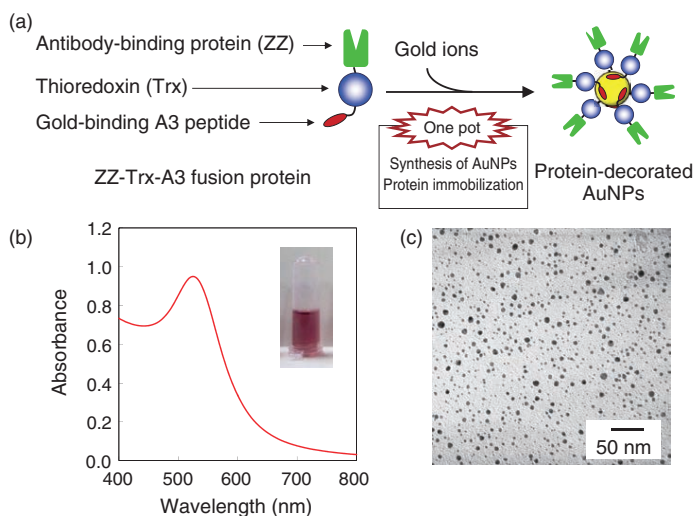 (a)
Antibody-binding protein (ZZ)
Thioredoxin (Trx)
Gold-binding A3 peptide
ZZ-Trx-A3 fusion protein
Gold ions
One pot
Synthesis of AuNPs
Protein immobilization
Protein-decorated
AuNPs
(b)
1.2
1.0
0.8
0.6
0.4
0.2
0.0
Absorbance
400
500
600
700
800
Wavelength (nm)
(c)
50 nm